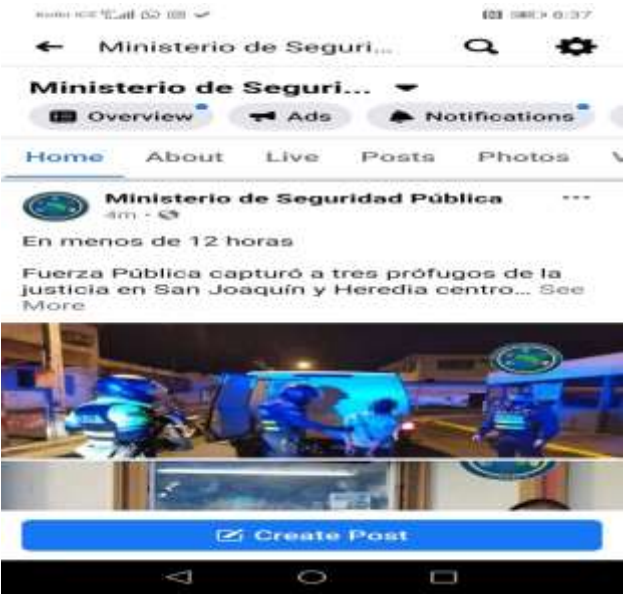 6:37
Ministerio de Seguri...
Ministerio de Seguri...
Overview
Ads
Notifications
Home
About
Live
Posts
Photos
V
Ministerio de Seguridad Pública
4m
En menos de 12 horas
Fuerza Pública capturó a tres prófugos de la
justicia en San Joaquín y Heredia centro... See
More
Create Post